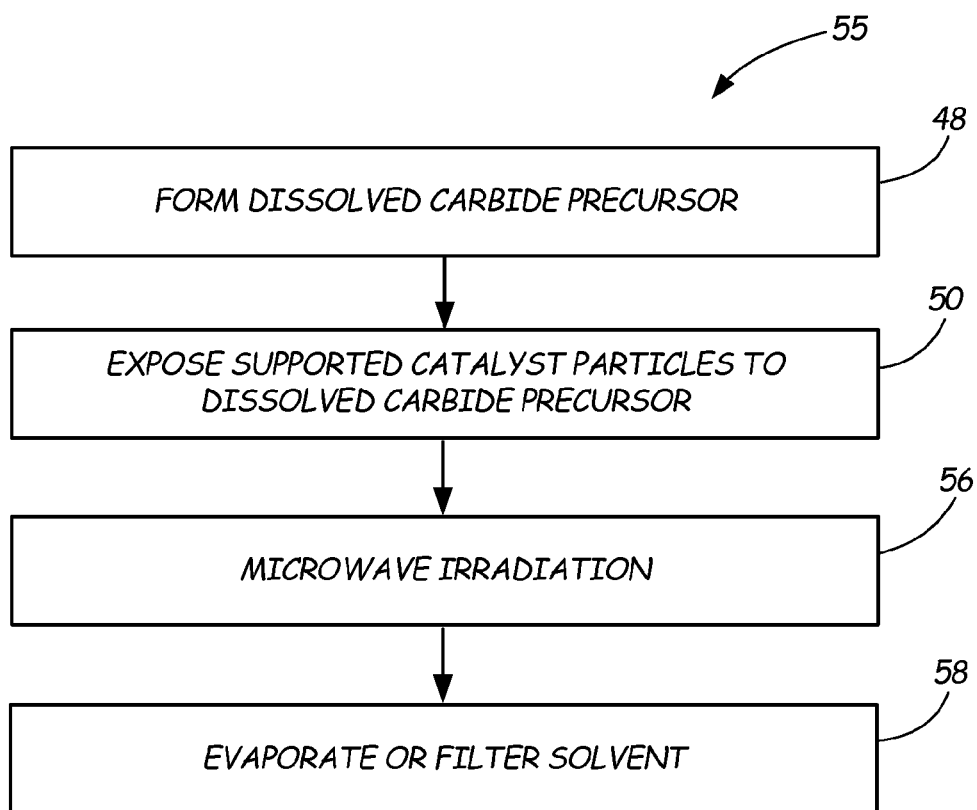 55
48
FORM DISSOLVED CARBIDE PRECURSOR
50
EXPOSE SUPPORTED CATALYST PARTICLES TO
DISSOLVED CARBIDE PRECURSOR
56
MICROWAVE IRRADIATION
58
EVAPORATE OR FILTER SOLVENT